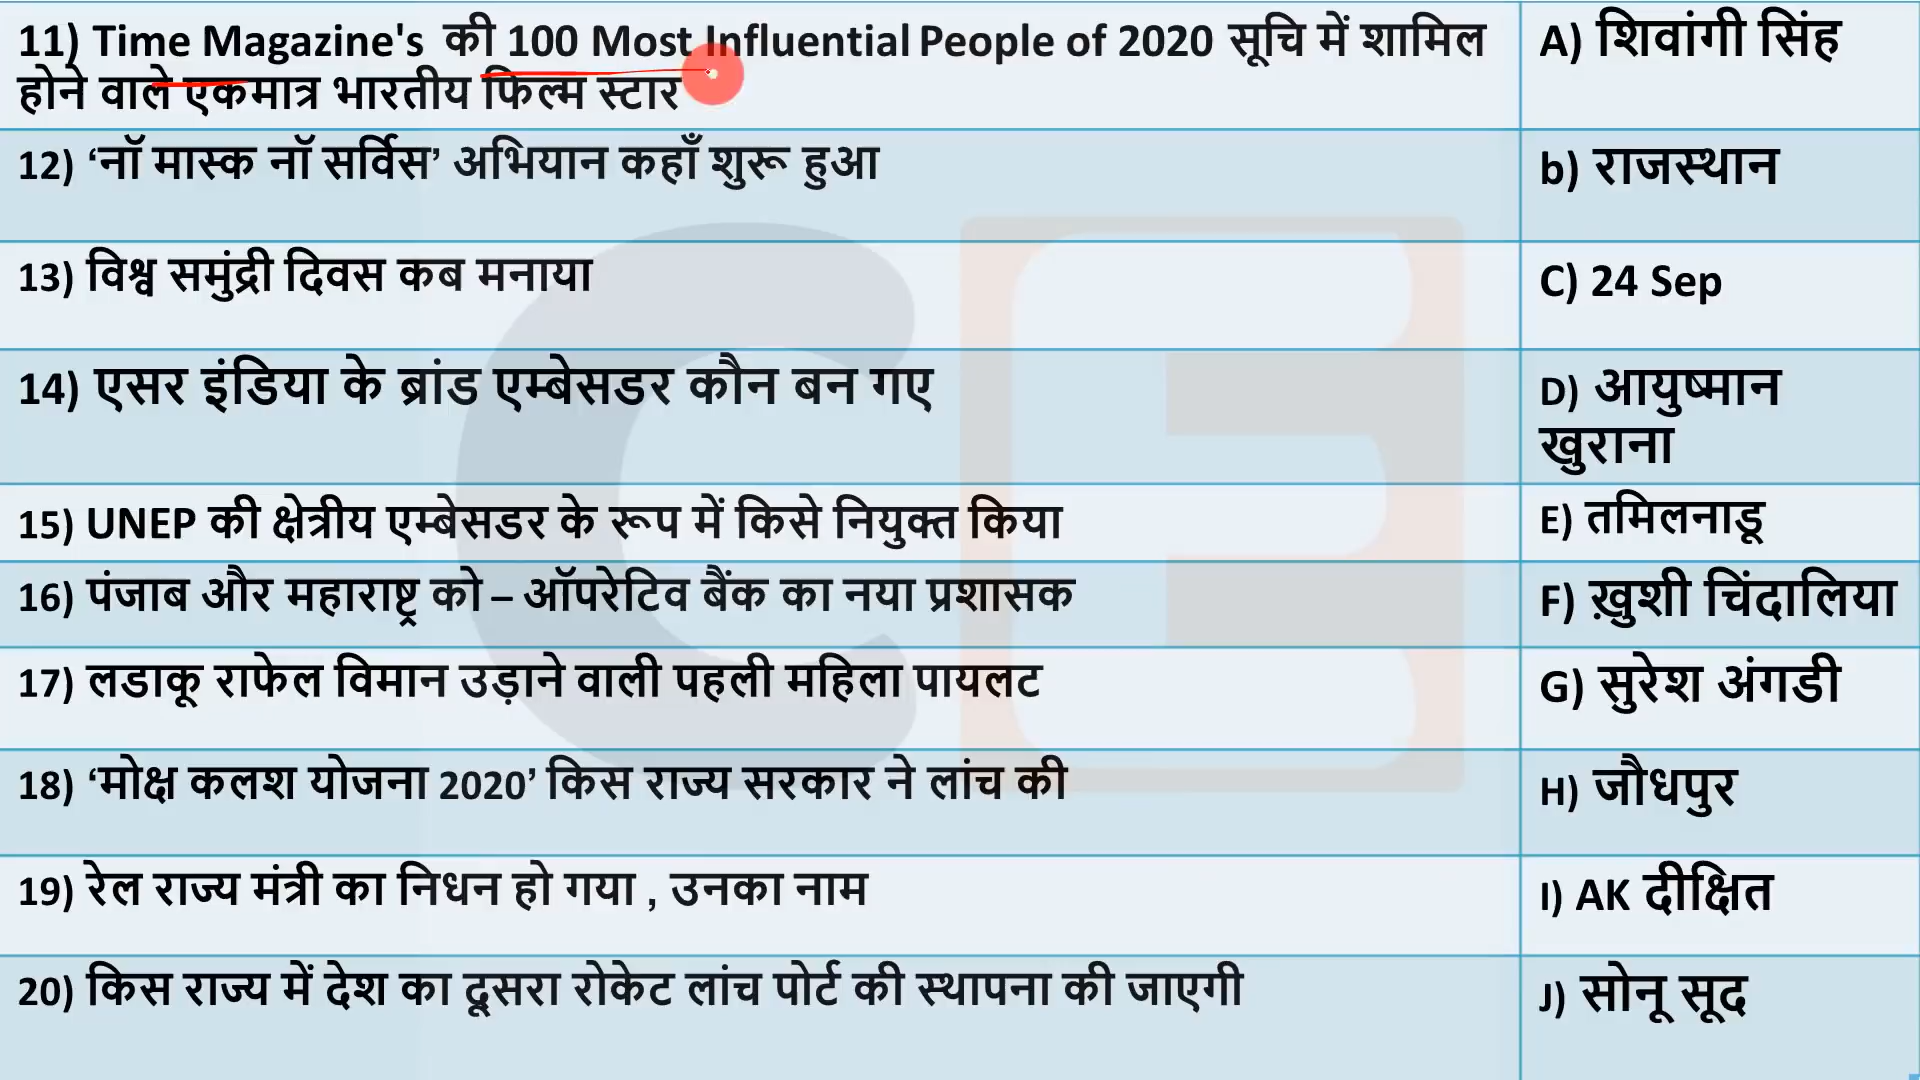 11) Time Magazine's की 100 Most Influential People of 2020 सूचि में शामिल
होने वाले एकमात्र भारतीय फिल्म स्टार
A) शिवांगी सिंह
12) ‘नॉ मास्क नॉ सर्विस’ अभियान कहाँ शुरू हुआ
b) राजस्थान
13) विश्व समुंद्री दिवस कब मनाया
C) 24 Sep
14) एसर इंडिया के ब्रांड एम्बेसडर कौन बन गए
D) आयुष्मान
खुराना
15) UNEP की क्षेत्रीय एम्बेसडर के रूप में किसे नियुक्त किया
E) तमिलनाडू
16) पंजाब और महाराष्ट्र को – ऑपरेटिव बैंक का नया प्रशासक
F) ख़ुशी चिंदालिया
17) लडाकू राफेल विमान उड़ाने वाली पहली महिला पायलट
G) सुरेश अंगडी
18) ‘मोक्ष कलश योजना 2020’ किस राज्य सरकार ने लांच की
H) जौधपुर
19) रेल राज्य मंत्री का निधन हो गया , उनका नाम
I) AK दीक्षित
20) किस राज्य में देश का दूसरा रोकेट लांच पोर्ट की स्थापना की जाएगी
J) सोनू सूद